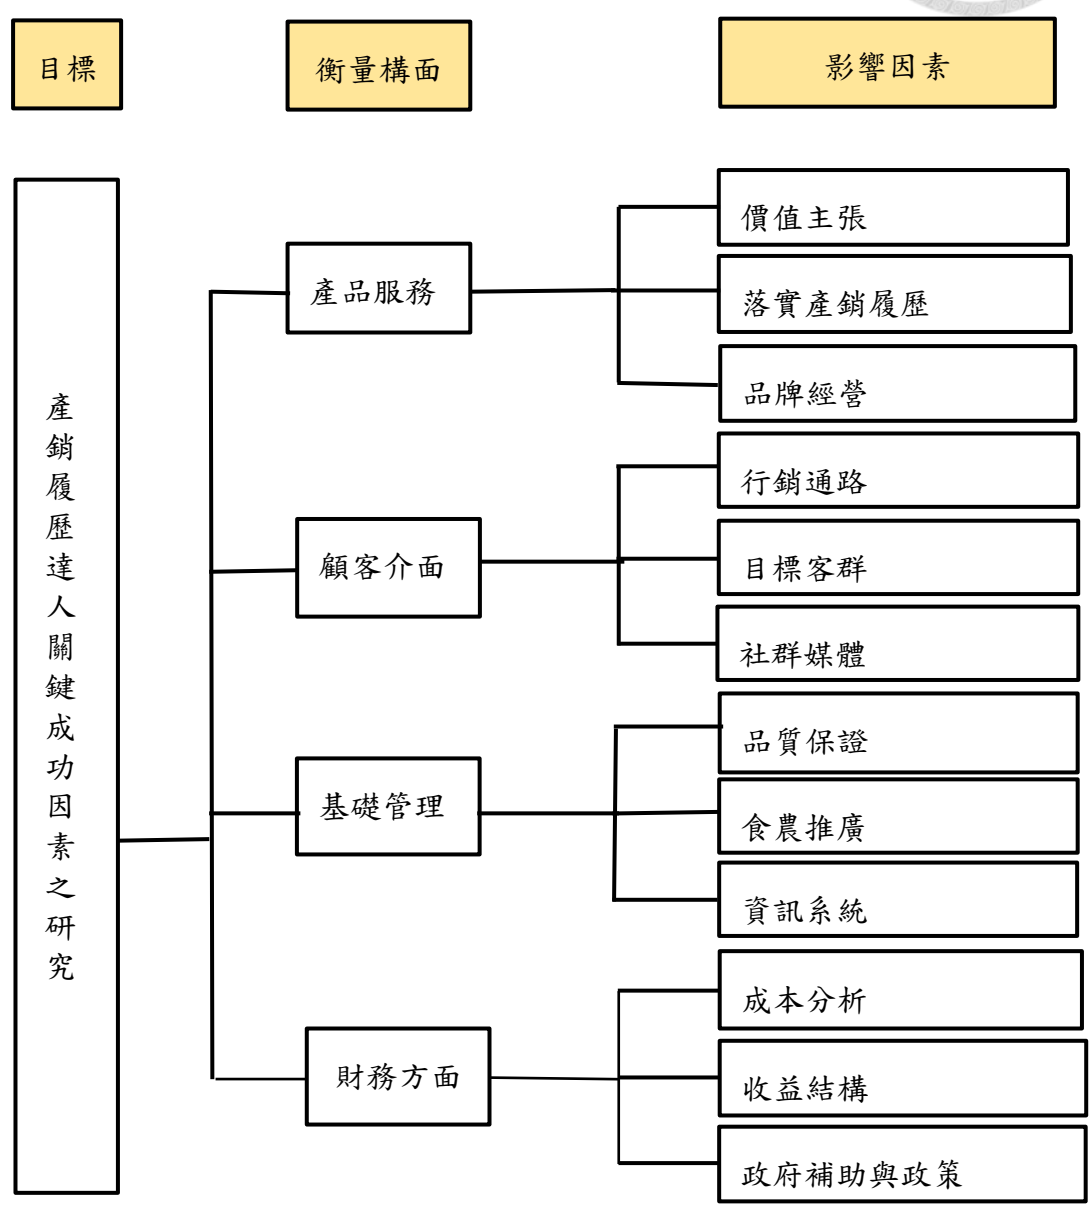 目標
衡量構面
影響因素
產銷履歷達人關鍵成功因素之研究
產品服務
價值主張
落實產銷履歷
品牌經營
顧客介面
行銷通路
目標客群
社群媒體
基礎管理
品質保證
食農推廣
資訊系統
財務方面
成本分析
收益結構
政府補助與政策